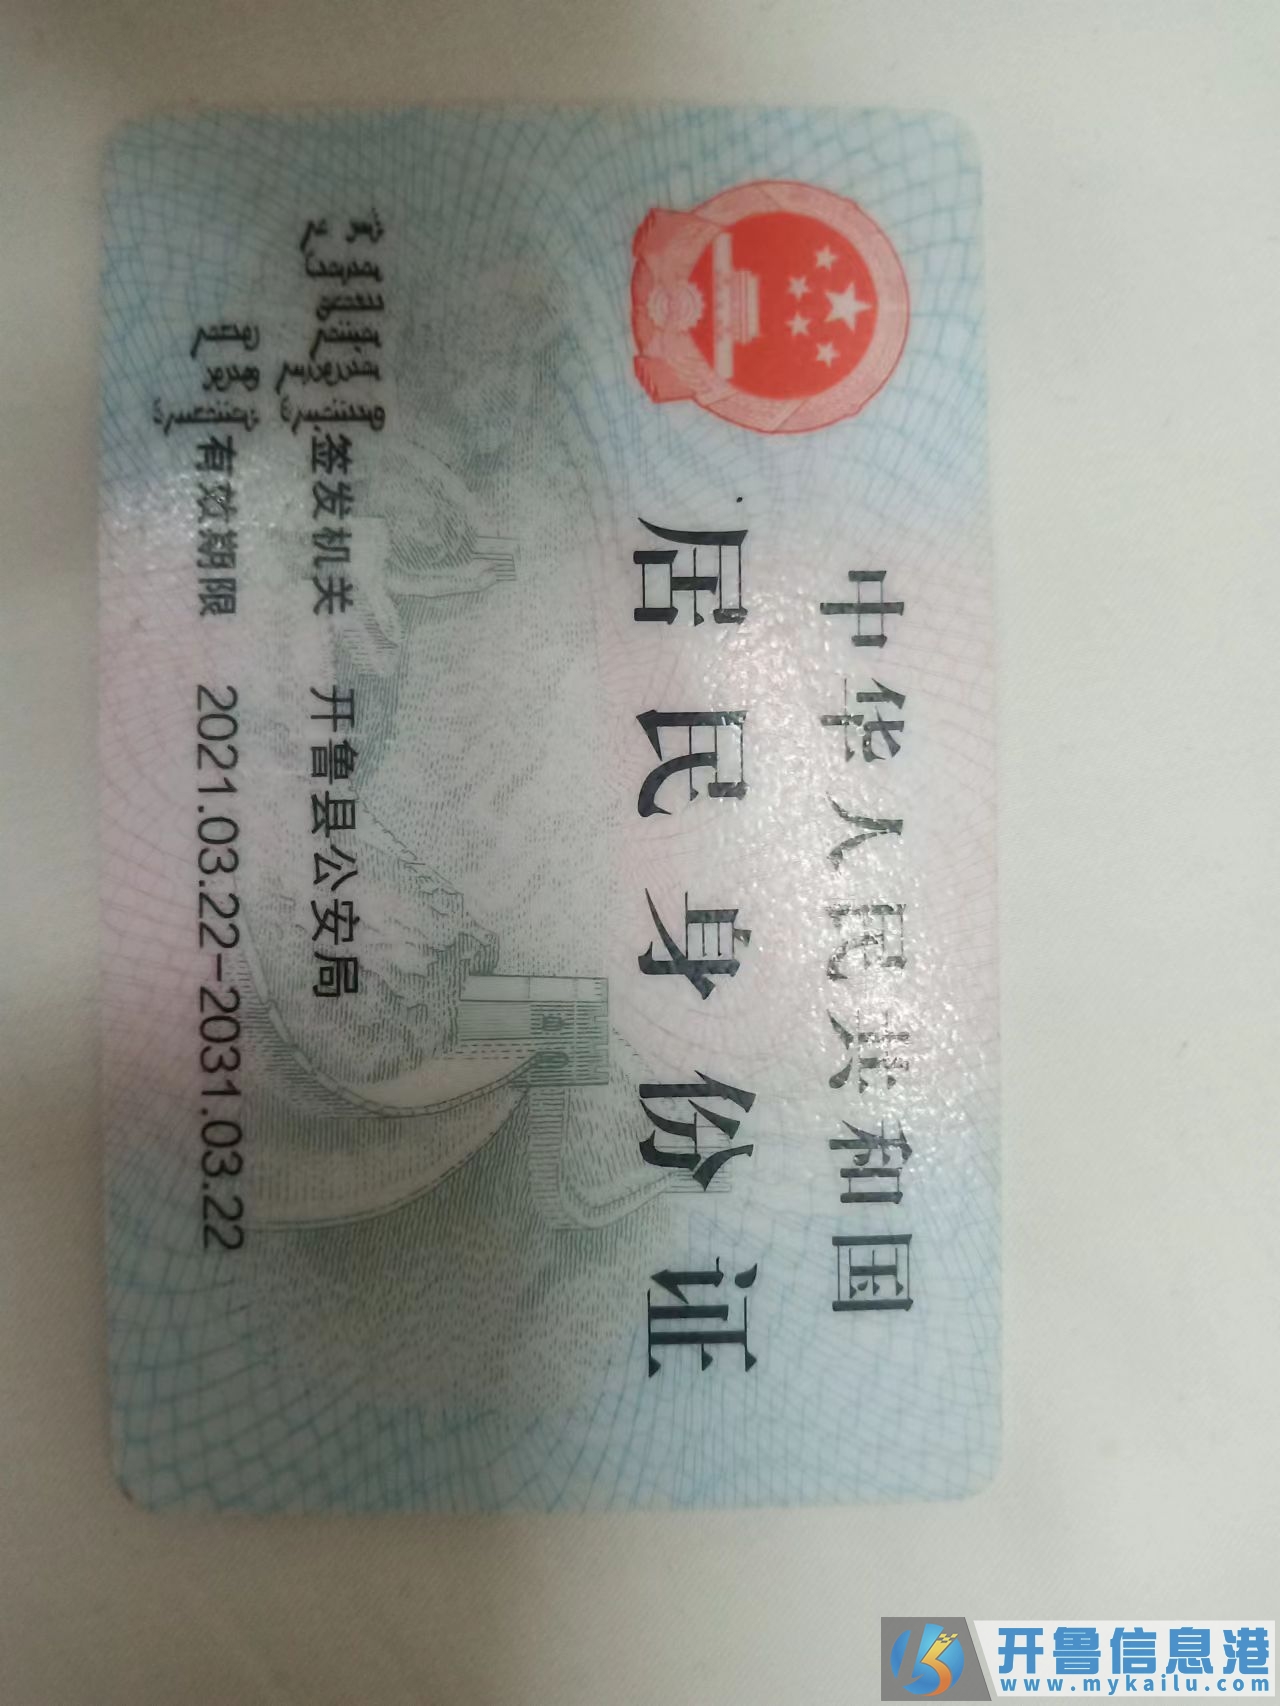 中华人民共和国
居民身份证
签发机关 开鲁县公安局
有效期限 2021.03.22-2031.03.22
开鲁信息港
www.mykailu.com